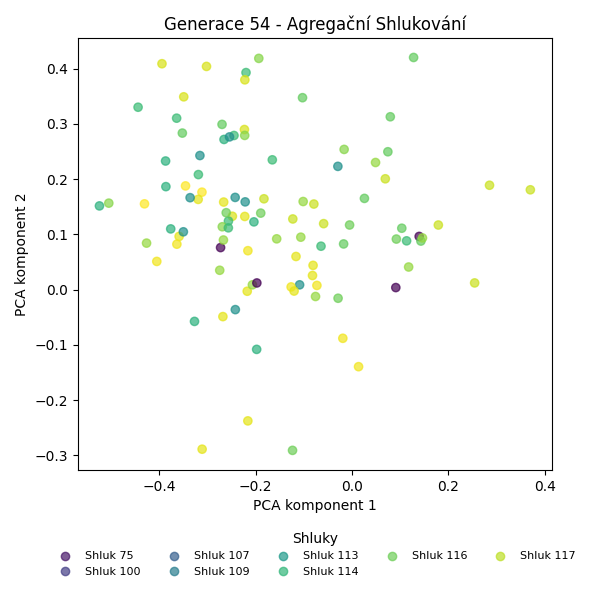 Generace 54 - Agregační Shlukování
PCA komponent 2
0.4
0.3
0.2
0.1
0.0
−0.1
−0.2
−0.3
−0.4 −0.2 0.0 0.2 0.4
PCA komponent 1
Shluky
Shluk 75 Shluk 107 Shluk 113 Shluk 116 Shluk 117
Shluk 100 Shluk 109 Shluk 114